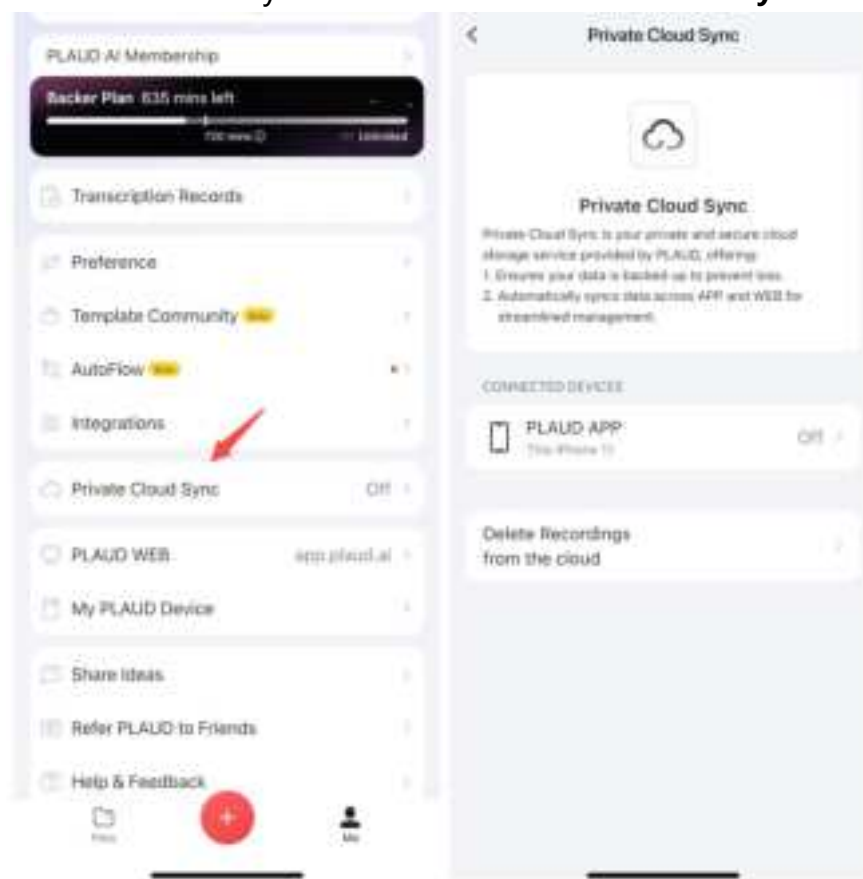 PLAUD AI Membership
Backer Plan 635 mins left
Unlimited
Transcription Records
Preference
Template Community Beta
AutoFlow Beta
Integrations
Private Cloud Sync Off
PLAUD WEB app.plaud.ai
My PLAUD Device
Share Ideas
Refer PLAUD to Friends
Help & Feedback
Files
+
Me
Private Cloud Sync
Private Cloud Sync
Private Cloud Sync is your private and secure cloud
storage service provided by PLAUD, offering:
1. Ensures your data is backed up to prevent loss.
2. Automatically syncs data across APP and WEB for
streamlined management.
CONNECTED DEVICES
PLAUD APP Off
This iPhone
Delete Recordings
from the cloud